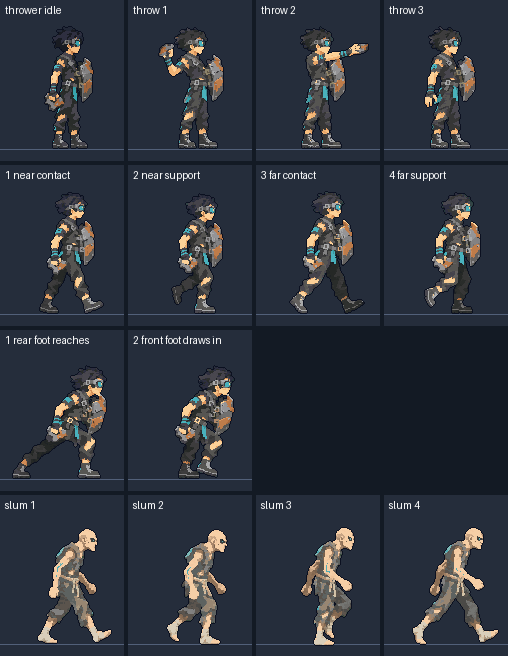 thrower idle
throw 1
throw 2
throw 3
1 near contact
2 near support
3 far contact
4 far support
1 rear foot reaches
2 front foot draws in
slum 1
slum 2
slum 3
slum 4